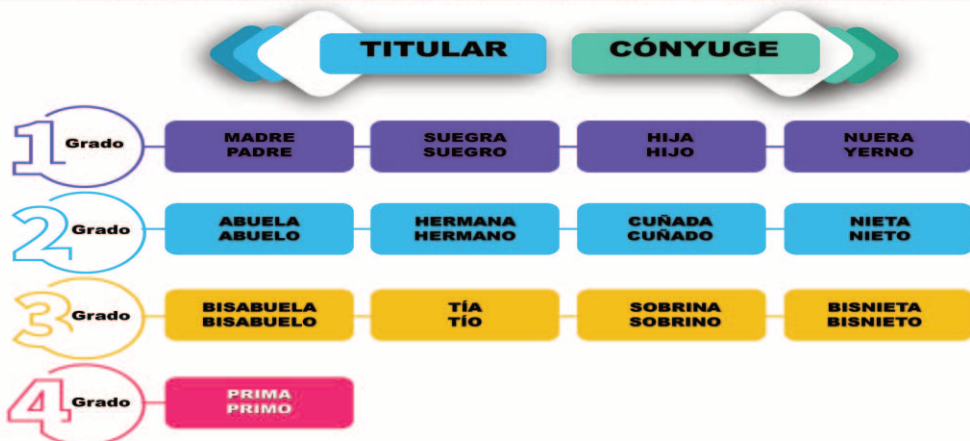 TITULAR CÓNYUGE
1 Grado
MADRE
PADRE
SUEGRA
SUEGRO
HIJA
HIJO
NUERA
YERNO
2 Grado
ABUELA
ABUELO
HERMANA
HERMANO
CUÑADA
CUÑADO
NIETA
NIETO
3 Grado
BISABUELA
BISABUELO
TÍA
TÍO
SOBRINA
SOBRINO
BISNIETA
BISNIETO
4 Grado
PRIMA
PRIMO